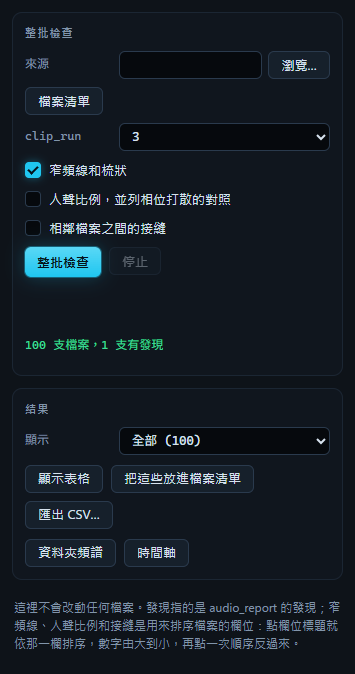 整批檢查
來源
瀏覽...
檔案清單
clip_run
3
窄頻線和梳狀
人聲比例，並列相位打散的對照
相鄰檔案之間的接縫
整批檢查
停止
100 支檔案，1 支有發現
結果
顯示
全部 (100)
顯示表格
把這些放進檔案清單
匯出 CSV...
資料夾頻譜
時間軸
這裡不會改動任何檔案。發現指的是 audio_report 的發現；窄
頻線、人聲比例和接縫是用來排序檔案的欄位：點欄位標題就
依那一欄排序，數字由大到小，再點一次順序反過來。